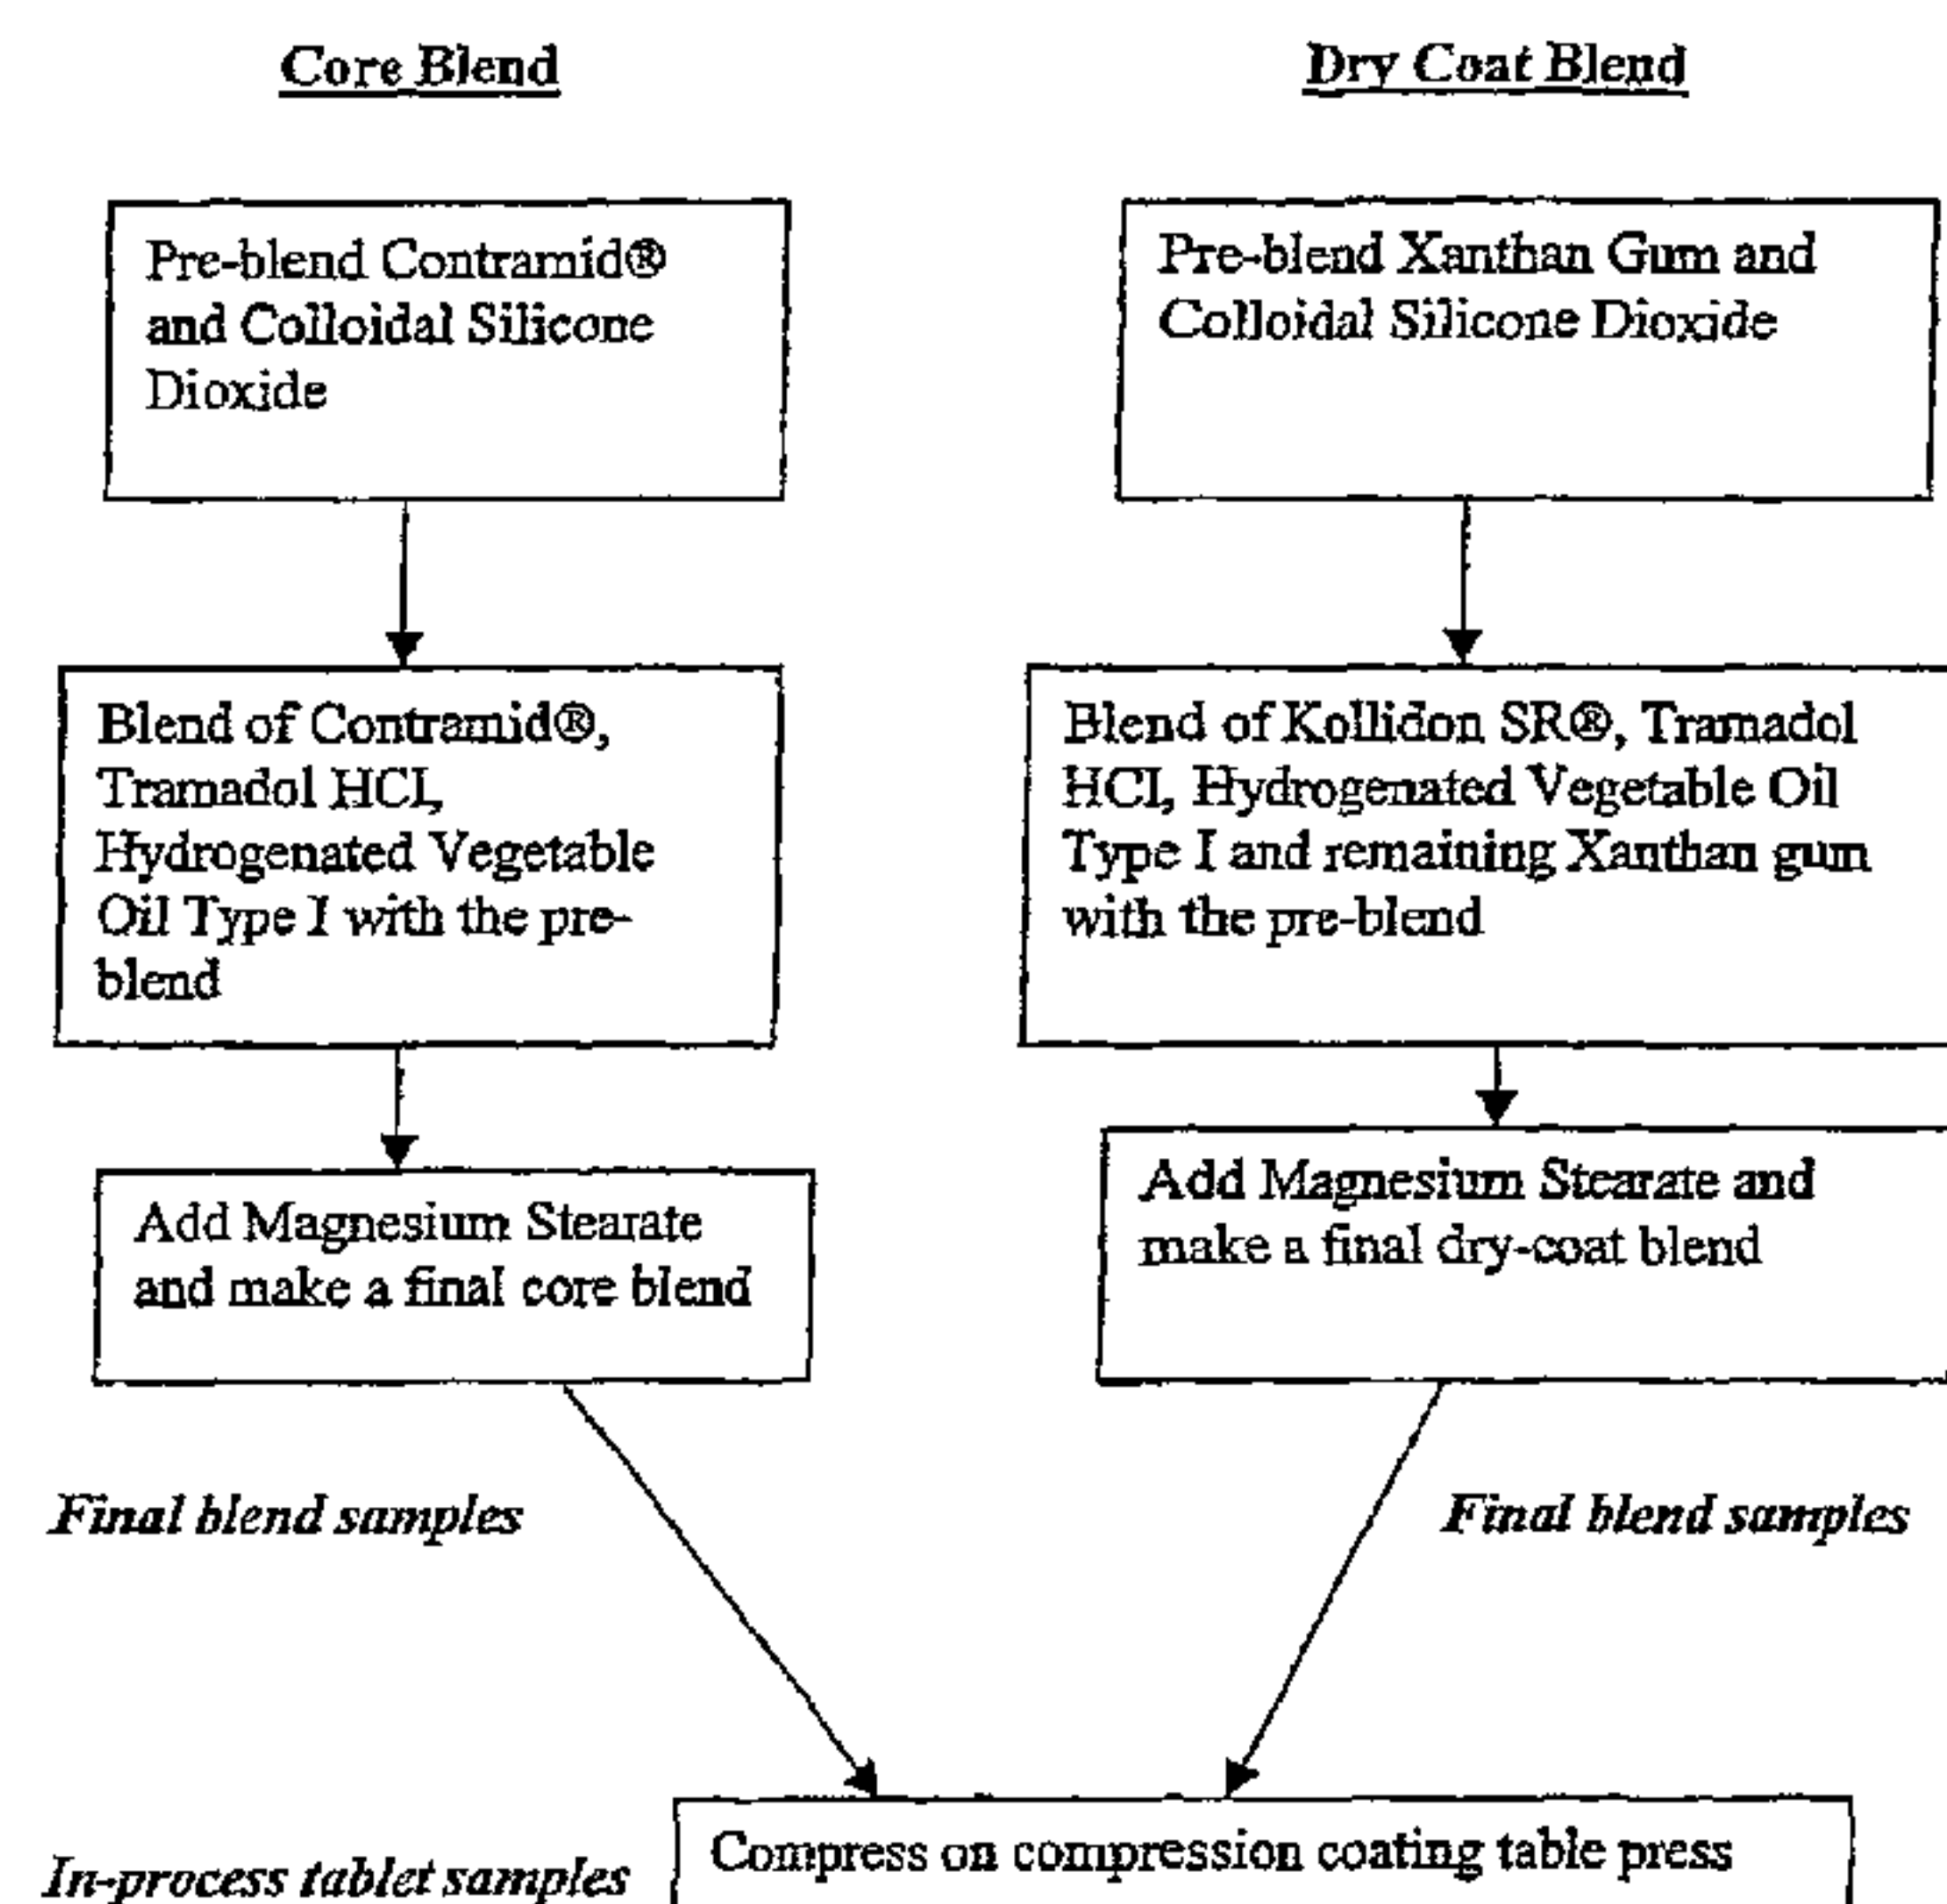 Core Blend
Pre-blend Contramid®
and Colloidal Silicone
Dioxide
Blend of Contramid®,
Tramadol HCI,
Hydrogenated Vegetable
Oil Type I with the pre-
blend
Add Magnesium Stearate
and make a final core blend
Final blend samples
Dry Coat Blend
Pre-blend Xanthan Gum and
Colloidal Silicone Dioxide
Blend of Kollidon SR®, Tramadol
HCI, Hydrogenated Vegetable Oil
Type I and remaining Xanthan gum
with the pre-blend
Add Magnesium Stearate and
make a final dry-coat blend
Final blend samples
In-process tablet samples
Compress on compression coating table press